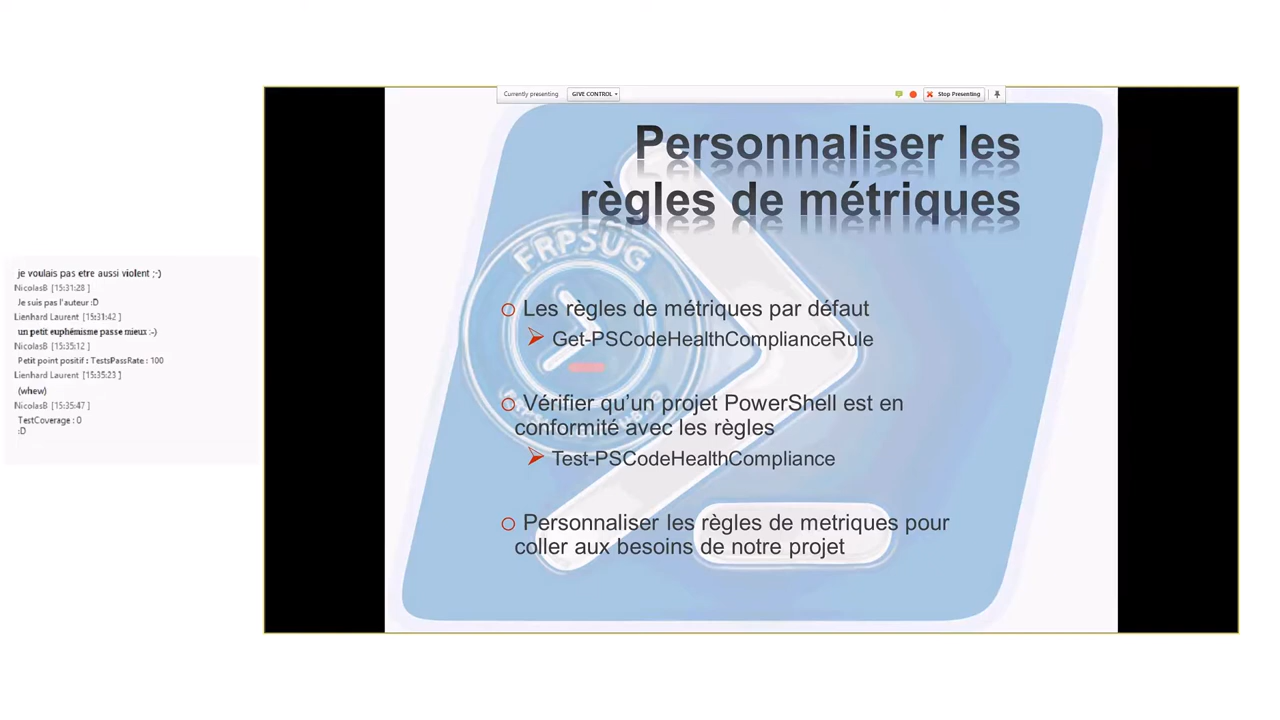 Currently presenting GIVE CONTROL Stop Presenting
Personnaliser les
règles de métriques
FRPSUG
Les règles de métriques par défaut
Get-PSCodeHealthComplianceRule
Vérifier qu'un projet PowerShell est en
conformité avec les règles
Test-PSCodeHealthCompliance
Personnaliser les règles de metriques pour
coller aux besoins de notre projet
je voulais pas etre aussi violent ;-)
NicolasB [15:31:28 ]
Je suis pas l'auteur :D
Lienhard Laurent [15:31:42 ]
un petit euphémisme passe mieux :-)
NicolasB [15:35:12 ]
Petit point positif : TestsPassRate : 100
Lienhard Laurent [15:35:23 ]
(whew)
NicolasB [15:35:47 ]
TestCoverage : 0
:D